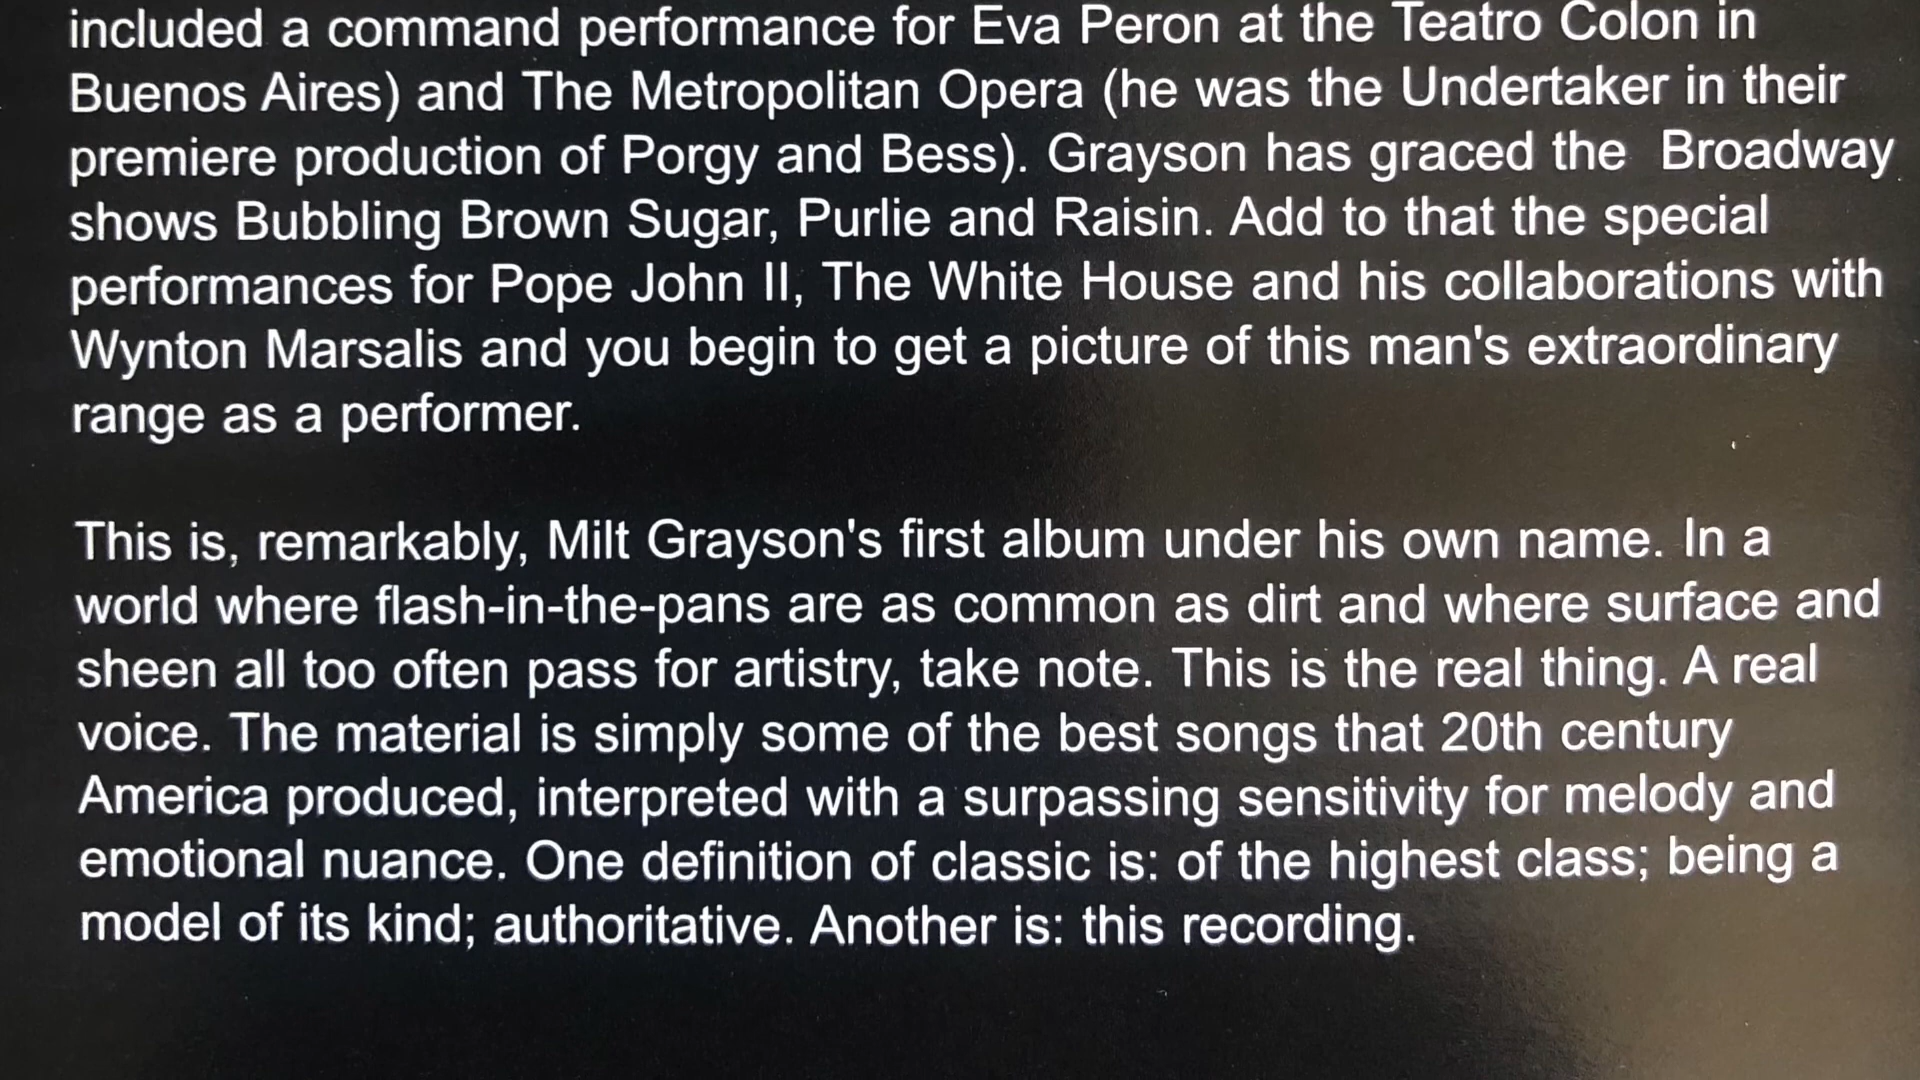 included a command performance for Eva Peron at the Teatro Colon in
Buenos Aires) and The Metropolitan Opera (he was the Undertaker in their
premiere production of Porgy and Bess). Grayson has graced the Broadway
shows Bubbling Brown Sugar, Purlie and Raisin. Add to that the special
performances for Pope John II, The White House and his collaborations with
Wynton Marsalis and you begin to get a picture of this man's extraordinary
range as a performer.
This is, remarkably, Milt Grayson's first album under his own name. In a
world where flash-in-the-pans are as common as dirt and where surface and
sheen all too often pass for artistry, take note. This is the real thing. A real
voice. The material is simply some of the best songs that 20th century
America produced, interpreted with a surpassing sensitivity for melody and
emotional nuance. One definition of classic is: of the highest class; being a
model of its kind; authoritative. Another is: this recording.